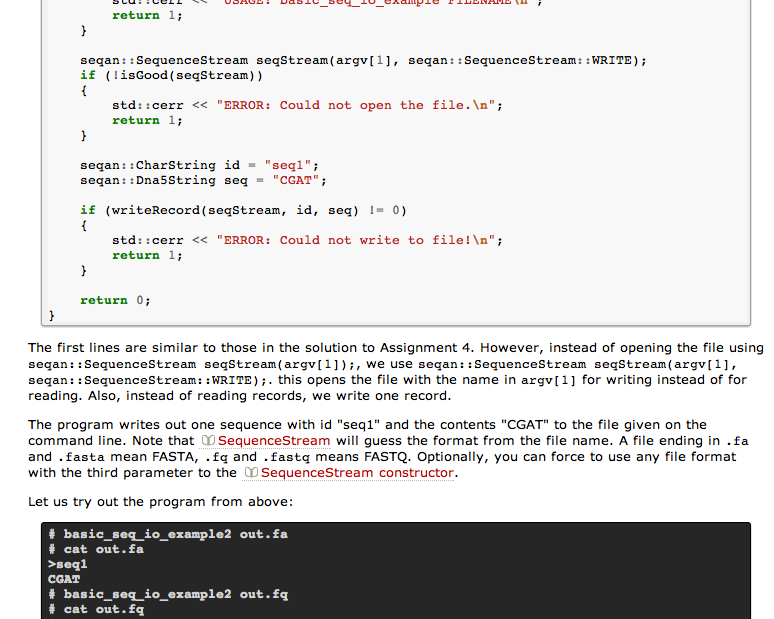 std::cerr << "USAGE: basic_seq_io_example FILENAME\n";
return 1;
}
seqan::SequenceStream seqStream(argv[1], seqan::SequenceStream::WRITE);
if (!isGood(seqStream))
{
std::cerr << "ERROR: Could not open the file.\n";
return 1;
}
seqan::CharString id = "seq1";
seqan::Dna5String seq = "CGAT";
if (writeRecord(seqStream, id, seq) != 0)
{
std::cerr << "ERROR: Could not write to file!\n";
return 1;
}
return 0;
}
The first lines are similar to those in the solution to Assignment 4. However, instead of opening the file using
seqan::SequenceStream seqStream(argv[1]);, we use seqan::SequenceStream seqStream(argv[1],
seqan::SequenceStream::WRITE);. this opens the file with the name in argv[1] for writing instead of for
reading. Also, instead of reading records, we write one record.
The program writes out one sequence with id "seq1" and the contents "CGAT" to the file given on the
command line. Note that SequenceStream will guess the format from the file name. A file ending in .fa
and .fasta mean FASTA, .fq and .fastq means FASTQ. Optionally, you can force to use any file format
with the third parameter to the SequenceStream constructor.
Let us try out the program from above:
# basic_seq_io_example2 out.fa
# cat out.fa
>seq1
CGAT
# basic_seq_io_example2 out.fq
# cat out.fq